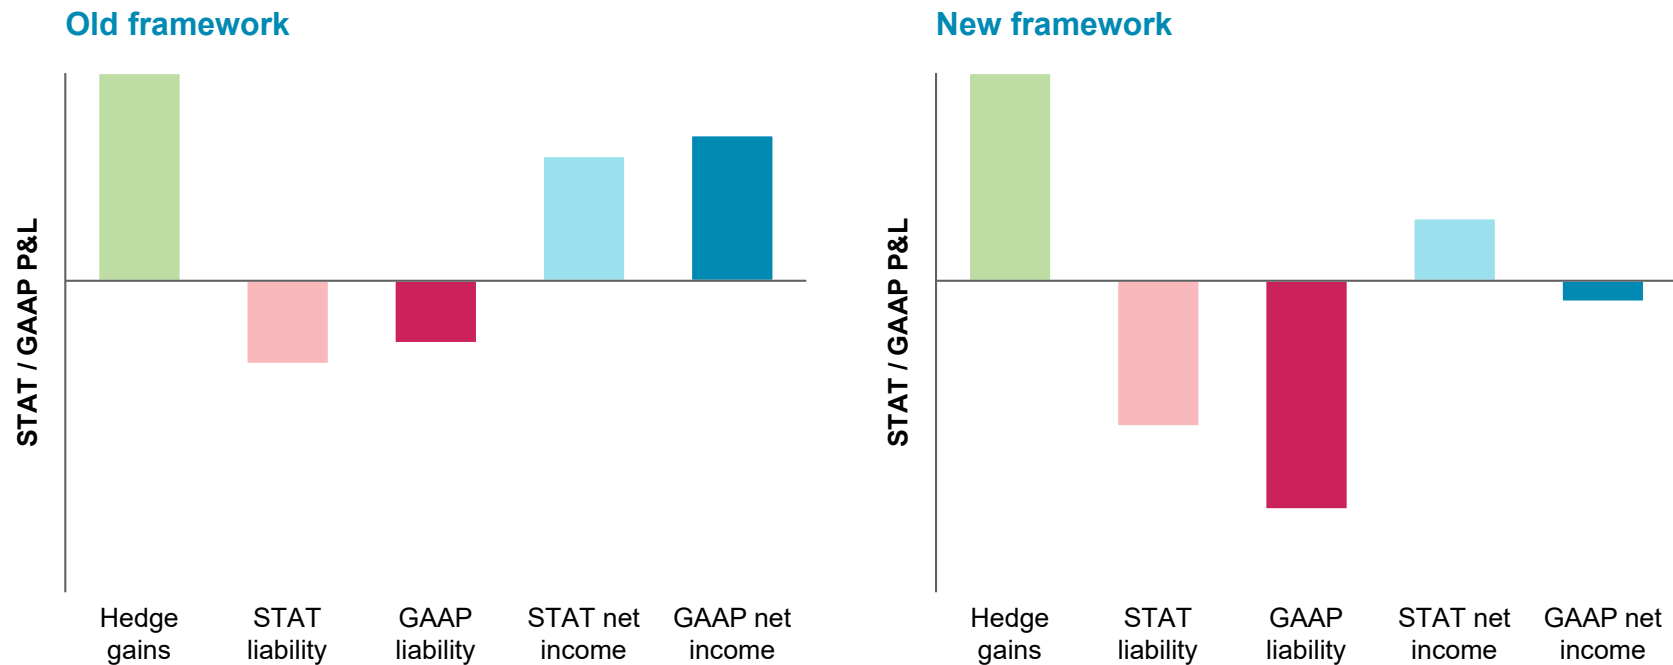 Old framework
STAT / GAAP P&L
Hedge
gains
STAT
liability
GAAP
liability
STAT net
income
GAAP net
income
New framework
STAT / GAAP P&L
Hedge
gains
STAT
liability
GAAP
liability
STAT net
income
GAAP net
income